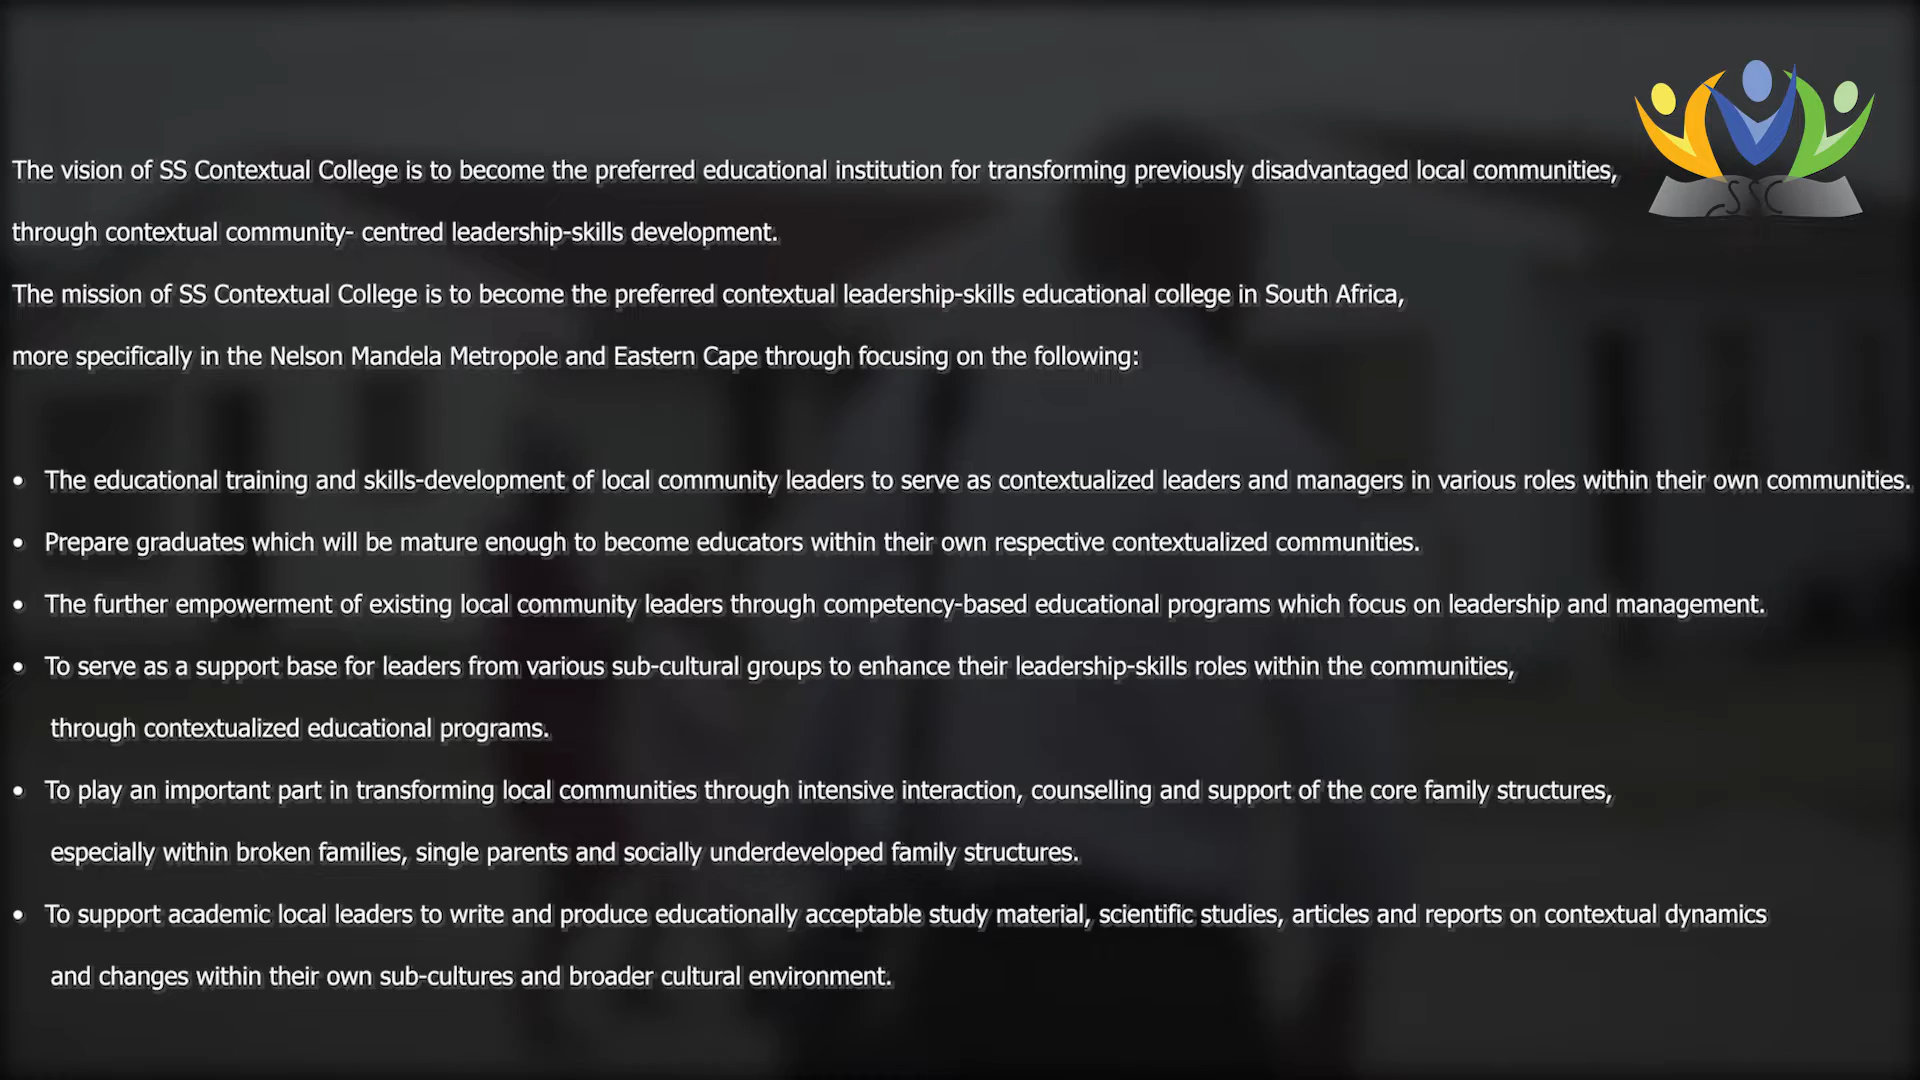 The vision of SS Contextual College is to become the preferred educational institution for transforming previously disadvantaged local communities,
through contextual community- centred leadership-skills development.
The mission of SS Contextual College is to become the preferred contextual leadership-skills educational college in South Africa,
more specifically in the Nelson Mandela Metropole and Eastern Cape through focusing on the following:
• The educational training and skills-development of local community leaders to serve as contextualized leaders and managers in various roles within their own communities.
• Prepare graduates which will be mature enough to become educators within their own respective contextualized communities.
• The further empowerment of existing local community leaders through competency-based educational programs which focus on leadership and management.
• To serve as a support base for leaders from various sub-cultural groups to enhance their leadership-skills roles within the communities,
through contextualized educational programs.
• To play an important part in transforming local communities through intensive interaction, counselling and support of the core family structures,
especially within broken families, single parents and socially underdeveloped family structures.
• To support academic local leaders to write and produce educationally acceptable study material, scientific studies, articles and reports on contextual dynamics
and changes within their own sub-cultures and broader cultural environment.
SSC